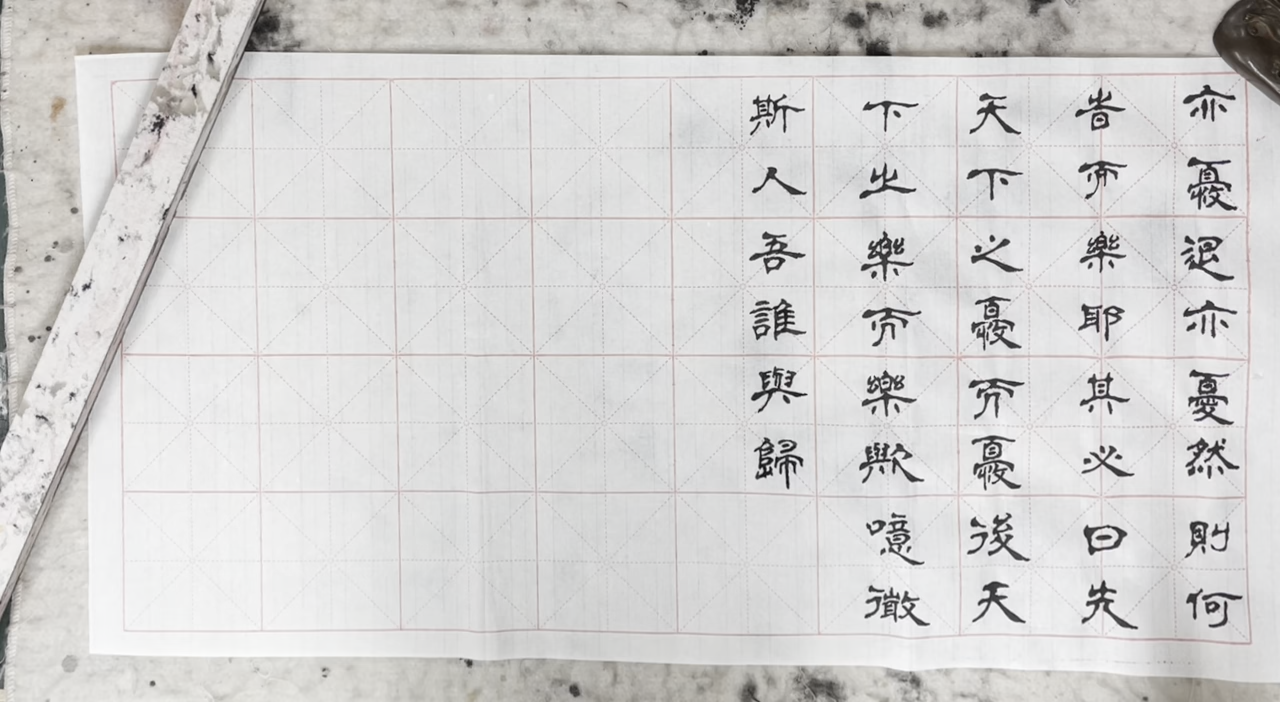 亦憂退亦憂然則何
者而樂耶其必曰先
天下之憂而憂後天
下之樂而樂歟噫微
斯人吾誰與歸